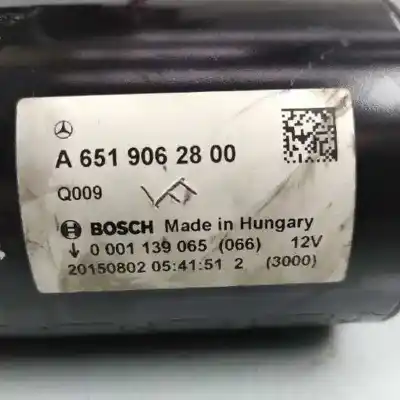 A 651 906 28 00
Q009
BOSCH Made in Hungary
↓ 0 001 139 065 (066) 12V
20150802 05:41:51 2 (3000)